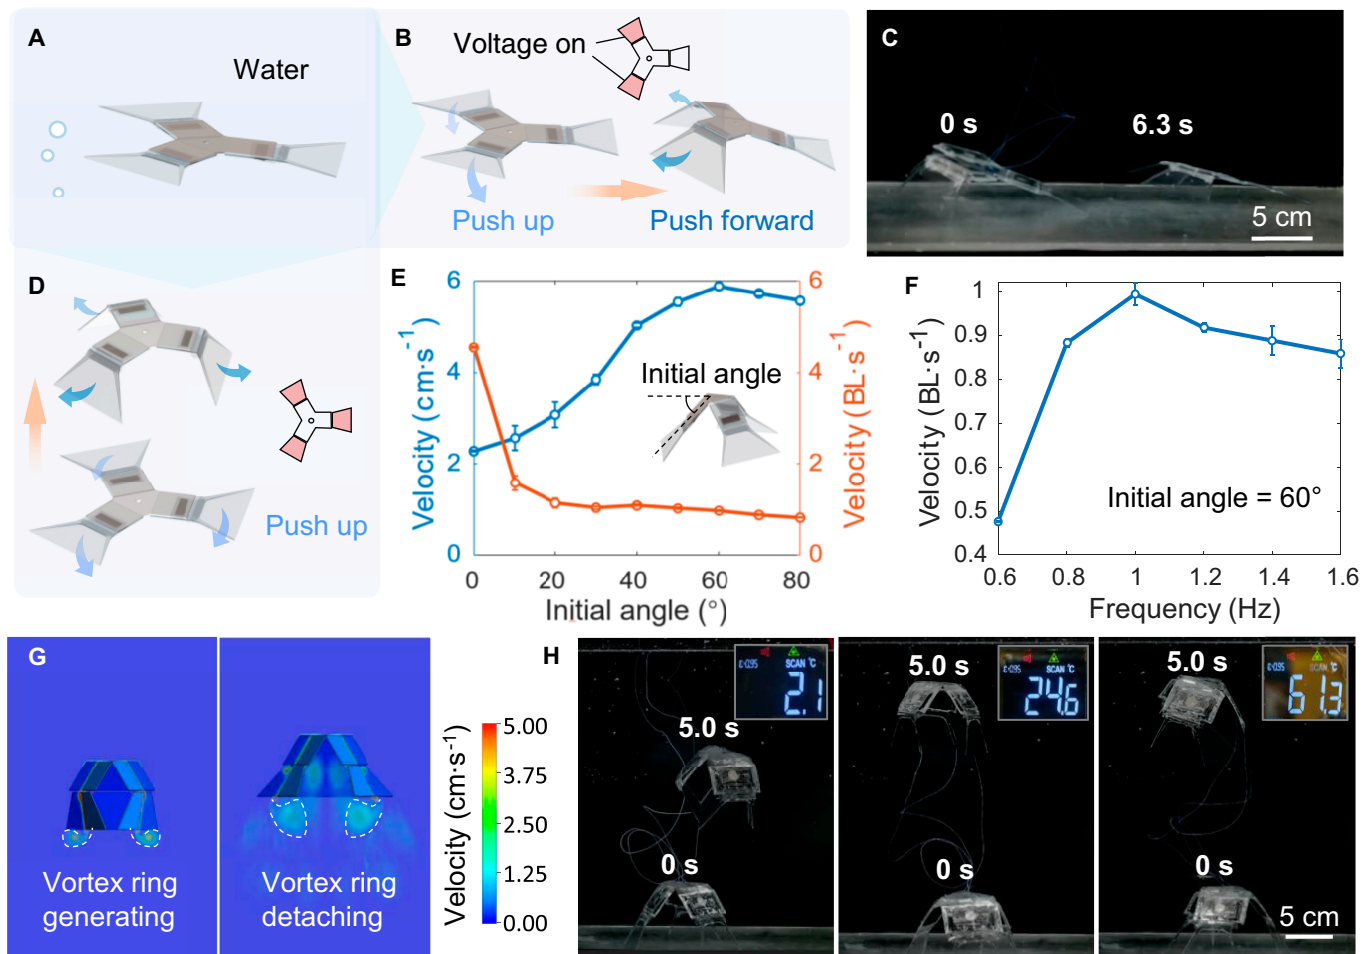 A
Water
B
Voltage on
Push up
Push forward
C
0 s
6.3 s
5 cm
D
Push up
E
6
4
2
0
Velocity (cm·s⁻¹)
Initial angle
6
4
2
0
Velocity (BL·s⁻¹)
0 20 40 60 80
Initial angle (°)
F
1
0.9
0.8
0.7
0.6
0.5
0.4
Velocity (BL·s⁻¹)
Initial angle = 60°
0.6 0.8 1 1.2 1.4 1.6
Frequency (Hz)
G
Vortex ring
generating
Vortex ring
detaching
Velocity (cm·s⁻¹)
5.00
3.75
2.50
1.25
0.00
H
SCAN °C
2.1
5.0 s
0 s
5.0 s
SCAN °C
24.6
0 s
5.0 s
SCAN °C
61.3
0 s
5 cm